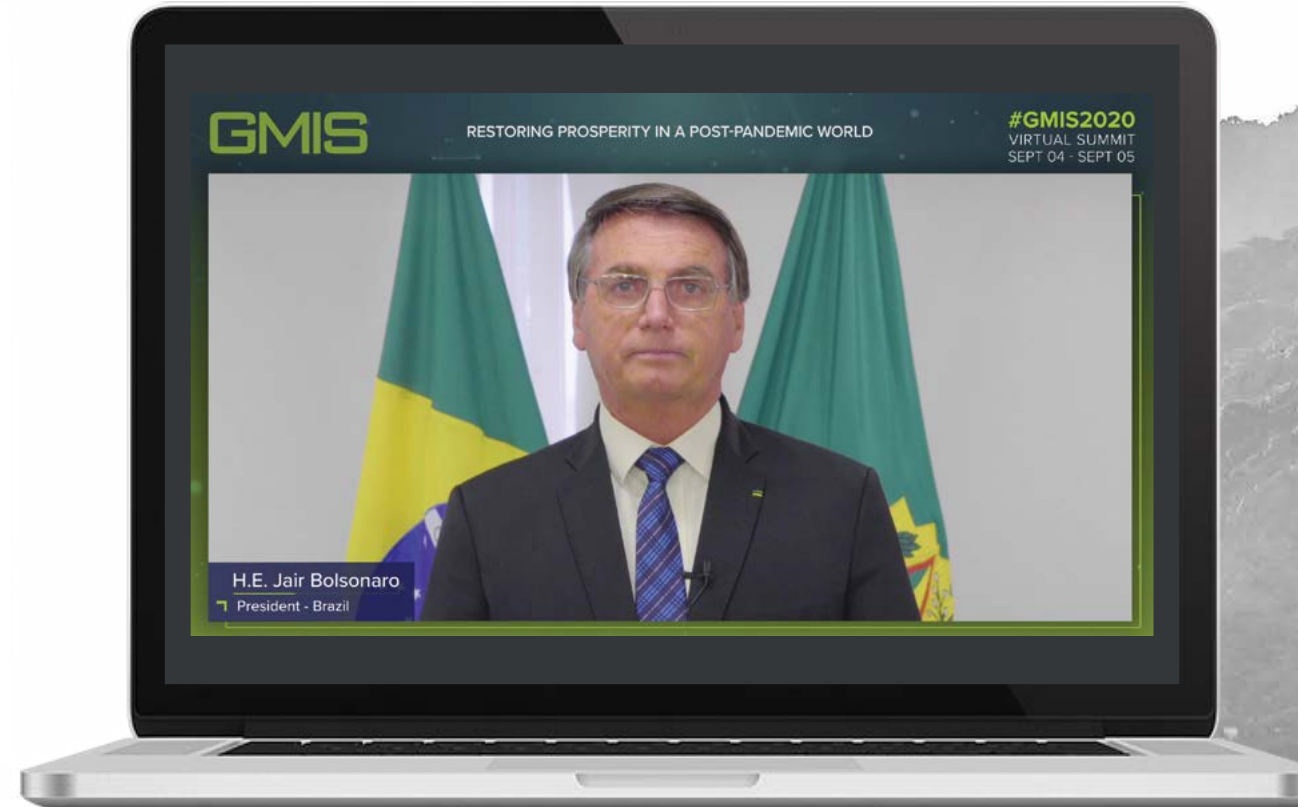 GMIS
RESTORING PROSPERITY IN A POST-PANDEMIC WORLD
#GMIS2020
VIRTUAL SUMMIT
SEPT 04 - SEPT 05
H.E. Jair Bolsonaro
President - Brazil